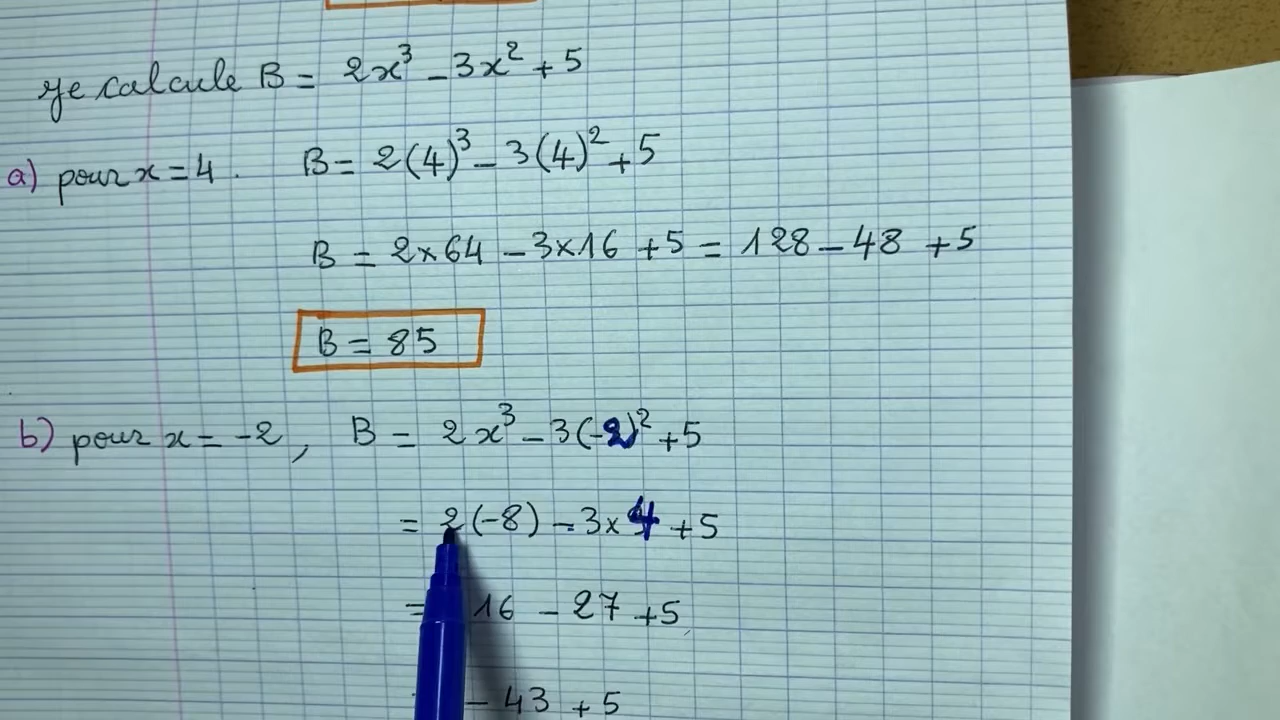 je calcule B = 2x³ - 3x² + 5
a) pour x = 4. B = 2(4)³ - 3(4)² + 5
B = 2×64 - 3×16 + 5 = 128 - 48 + 5
B = 85
b) pour x = -2, B = 2x³ - 3(-2)² + 5
= 2(-8) - 3×4 + 5
= 16 - 27 + 5
- 43 + 5